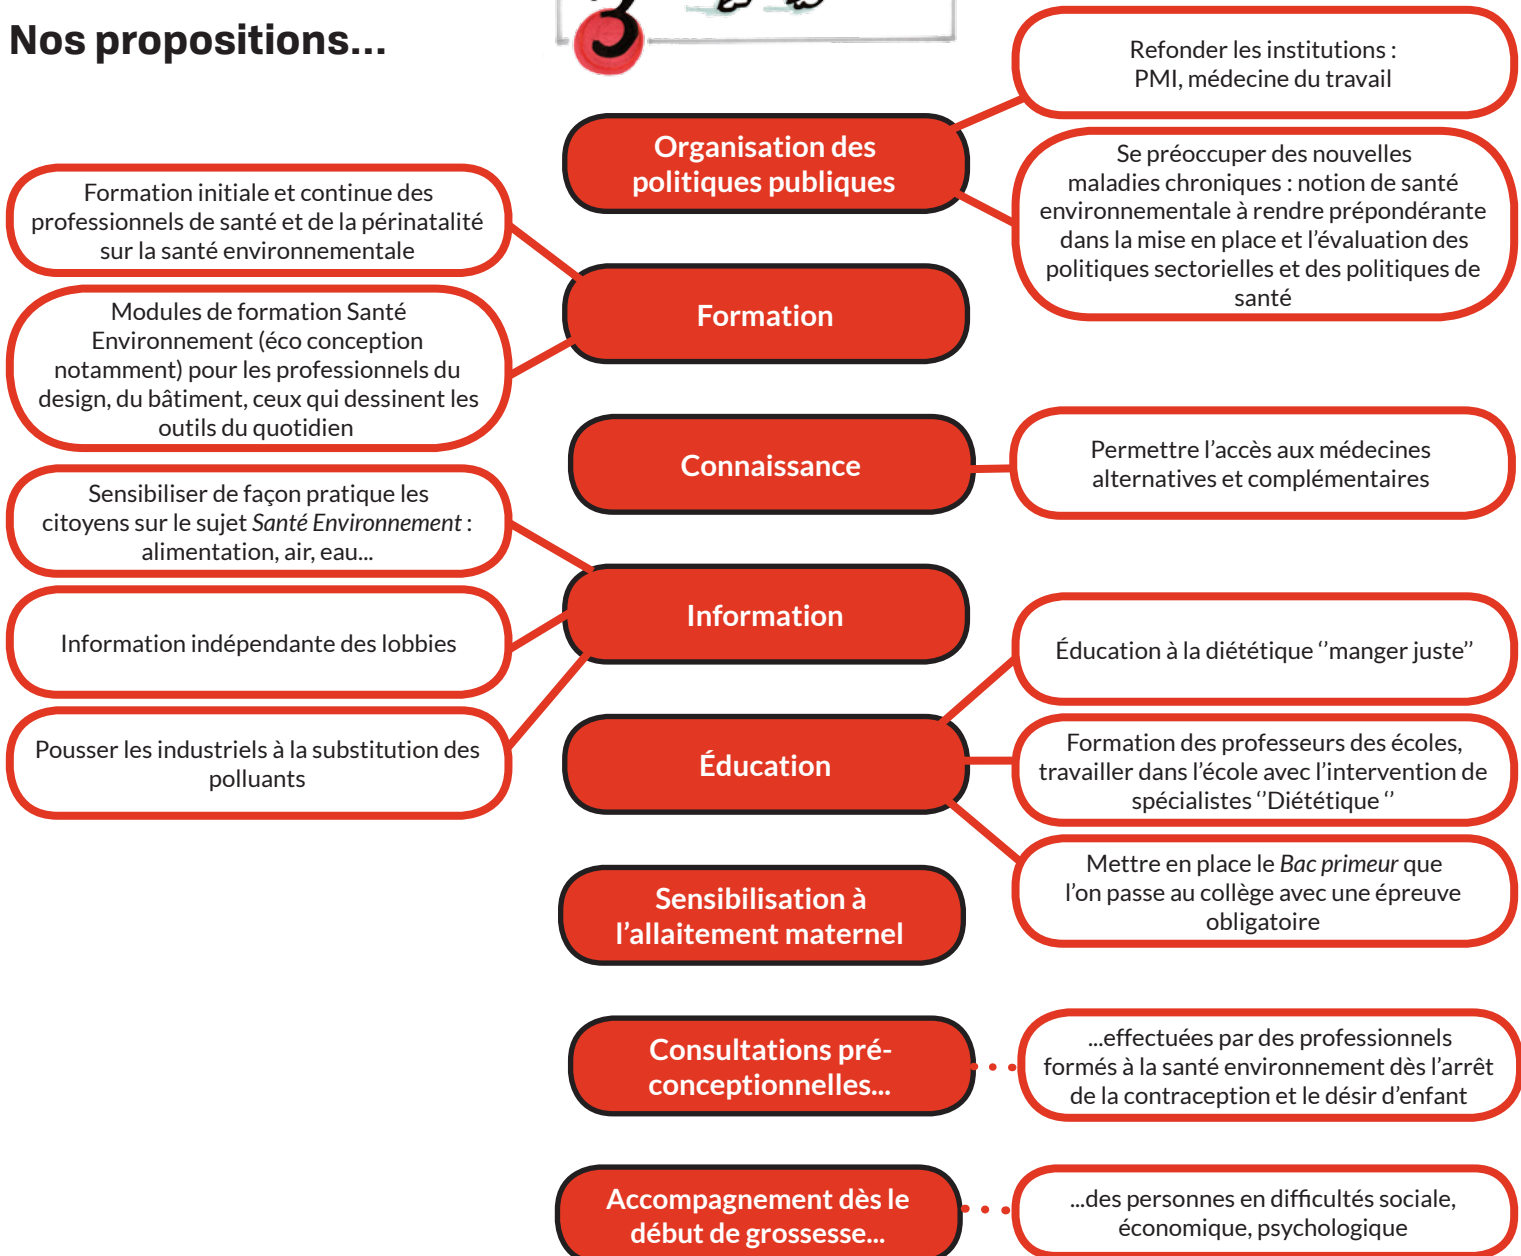 Nos propositions...
3
Organisation des
politiques publiques
Refonder les institutions :
PMI, médecine du travail
Se préoccuper des nouvelles
maladies chroniques : notion de santé
environnementale à rendre prépondérante
dans la mise en place et l’évaluation des
politiques sectorielles et des politiques de
santé
Formation
Formation initiale et continue des
professionnels de santé et de la périnatalité
sur la santé environnementale
Modules de formation Santé
Environnement (éco conception
notamment) pour les professionnels du
design, du bâtiment, ceux qui dessinent les
outils du quotidien
Connaissance
Permettre l’accès aux médecines
alternatives et complémentaires
Information
Sensibiliser de façon pratique les
citoyens sur le sujet Santé Environnement :
alimentation, air, eau...
Information indépendante des lobbies
Pousser les industriels à la substitution des
polluants
Éducation
Éducation à la diététique ‘’manger juste’’
Formation des professeurs des écoles,
travailler dans l’école avec l’intervention de
spécialistes ‘’Diététique ‘’
Mettre en place le Bac primeur que
l’on passe au collège avec une épreuve
obligatoire
Sensibilisation à
l’allaitement maternel
Consultations pré-
conceptionnelles...
...effectuées par des professionnels
formés à la santé environnement dès l’arrêt
de la contraception et le désir d’enfant
Accompagnement dès le
début de grossesse...
...des personnes en difficultés sociale,
économique, psychologique